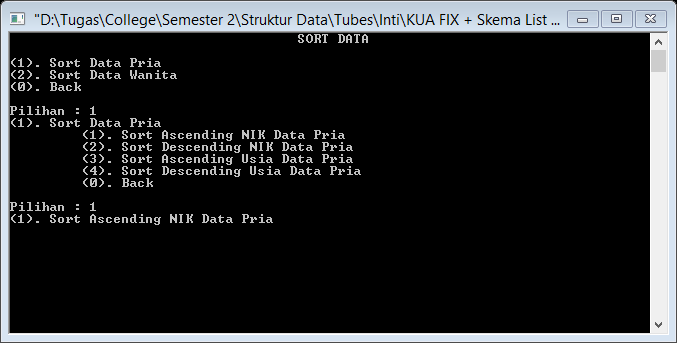 "D:\Tugas\College\Semester 2\Struktur Data\Tubes\Inti\KUA FIX + Skema List ...
SORT DATA
(1). Sort Data Pria
(2). Sort Data Wanita
(0). Back
Pilihan : 1
(1). Sort Data Pria
(1). Sort Ascending NIK Data Pria
(2). Sort Descending NIK Data Pria
(3). Sort Ascending Usia Data Pria
(4). Sort Descending Usia Data Pria
(0). Back
Pilihan : 1
(1). Sort Ascending NIK Data Pria